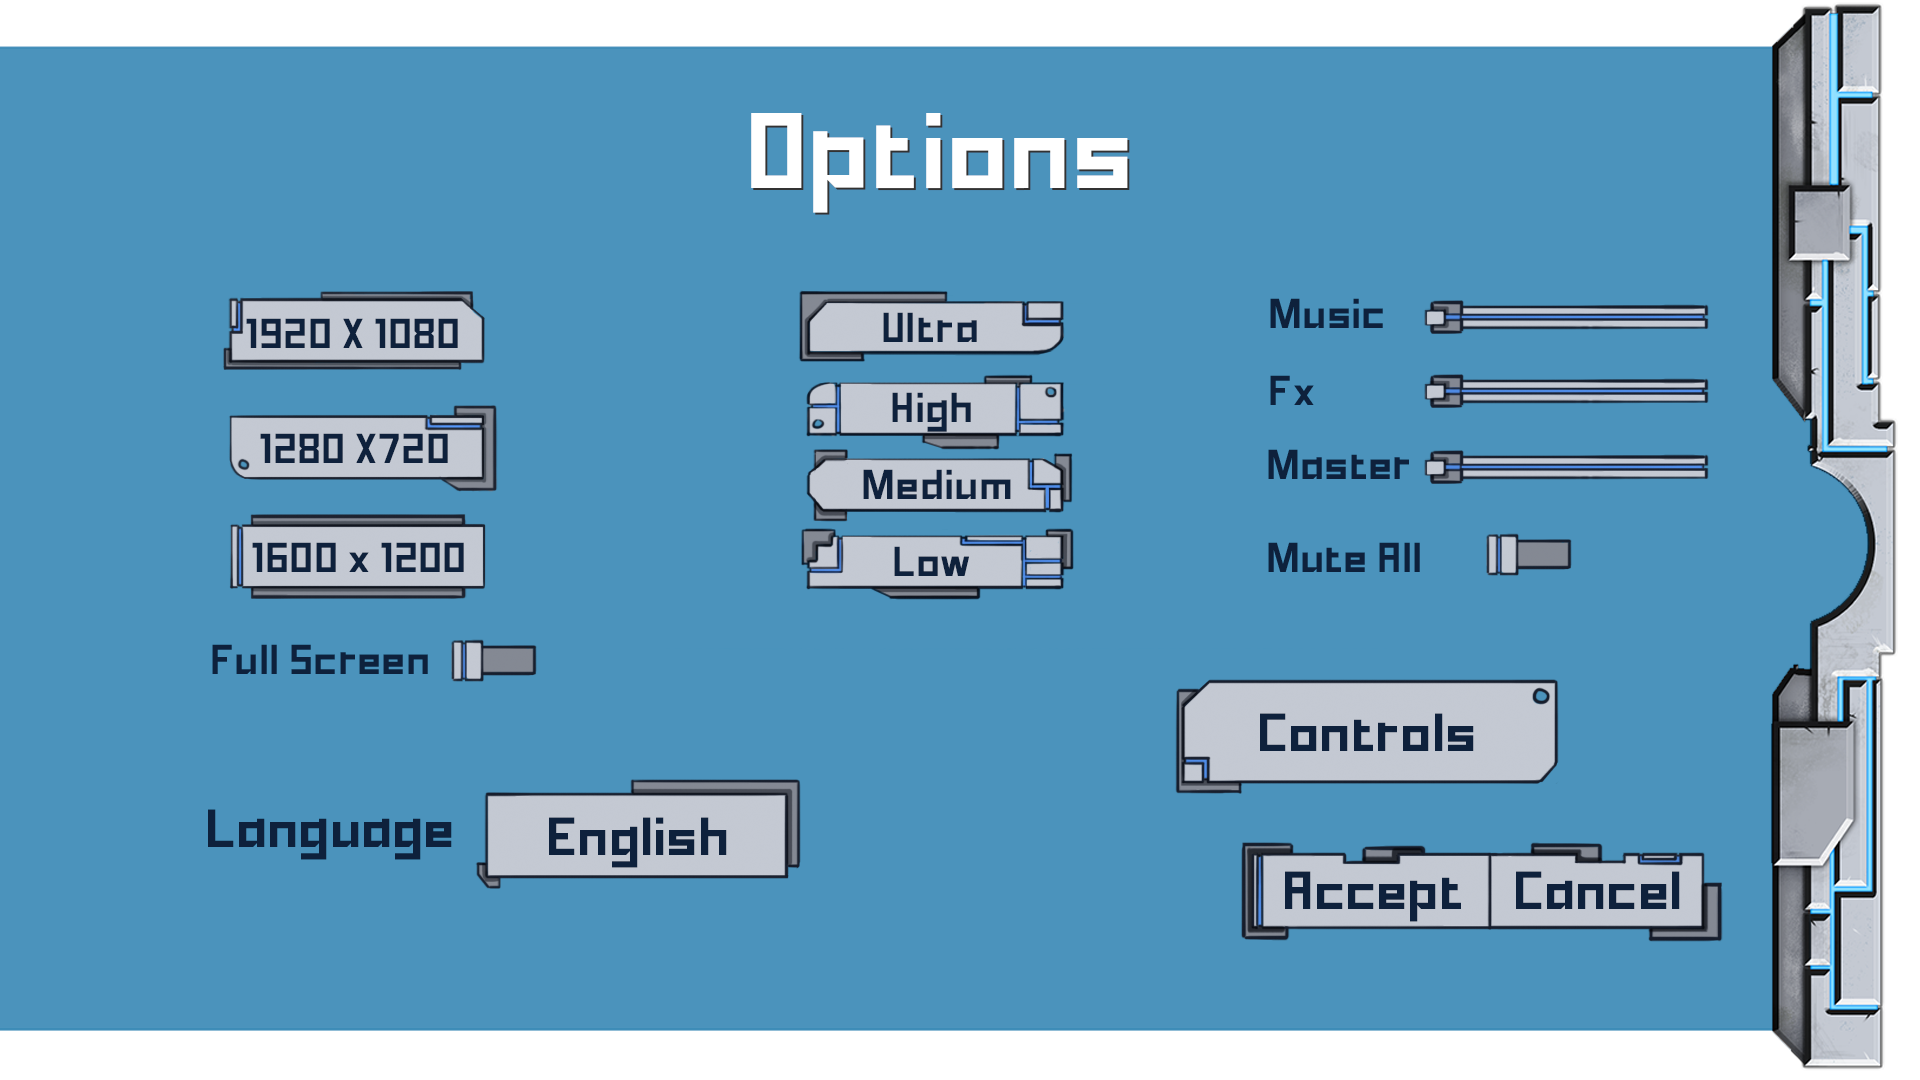 Options
1920 X 1080
1280 X720
1600 x 1200
Full Screen
Ultra
High
Medium
Low
Music
Fx
Master
Mute All
Language
English
Controls
Accept
Cancel